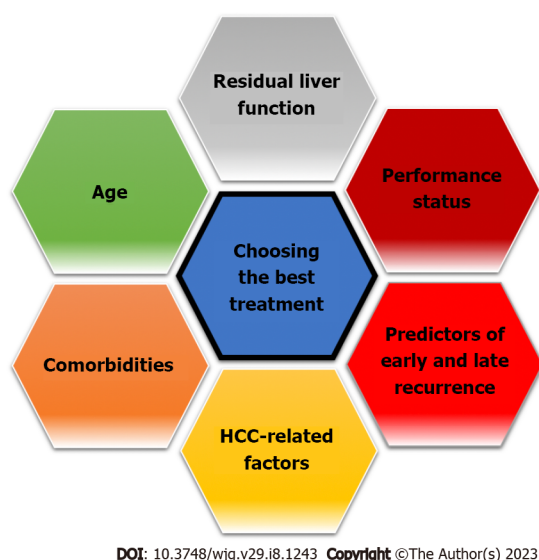 Residual liver
function
Age
Performance
status
Choosing
the best
treatment
Comorbidities
Predictors of
early and late
recurrence
HCC-related
factors
DOI: 10.3748/wjg.v29.i8.1243 Copyright ©The Author(s) 2023